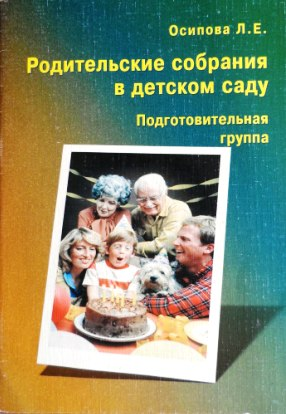 Осипова Л.Е.
Родительские собрания
в детском саду
Подготовительная
группа